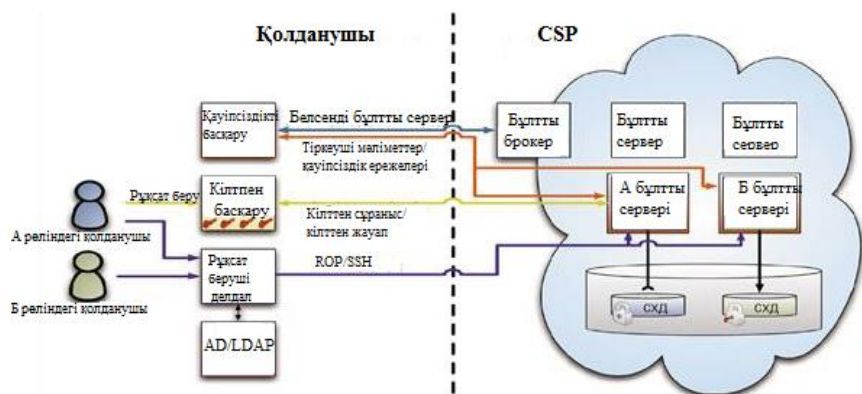 Қолданушы
CSP
Қауіпсіздікті
басқару
Белсенді бұлтты сервер
Тіркеуші мәліметтер/
қауіпсіздік ережелері
Бұлтты
брокер
Бұлтты
сервер
Бұлтты
сервер
Рұқсат беру
Кілтпен
басқару
Кілттен сұраныс/
кілттен жауап
А бұлтты
сервері
Б бұлтты
сервері
А рөліндегі қолданушы
Рұқсат
беруші
делдал
ROP/SSH
Б рөліндегі қолданушы
AD/LDAP
СХД
СХД